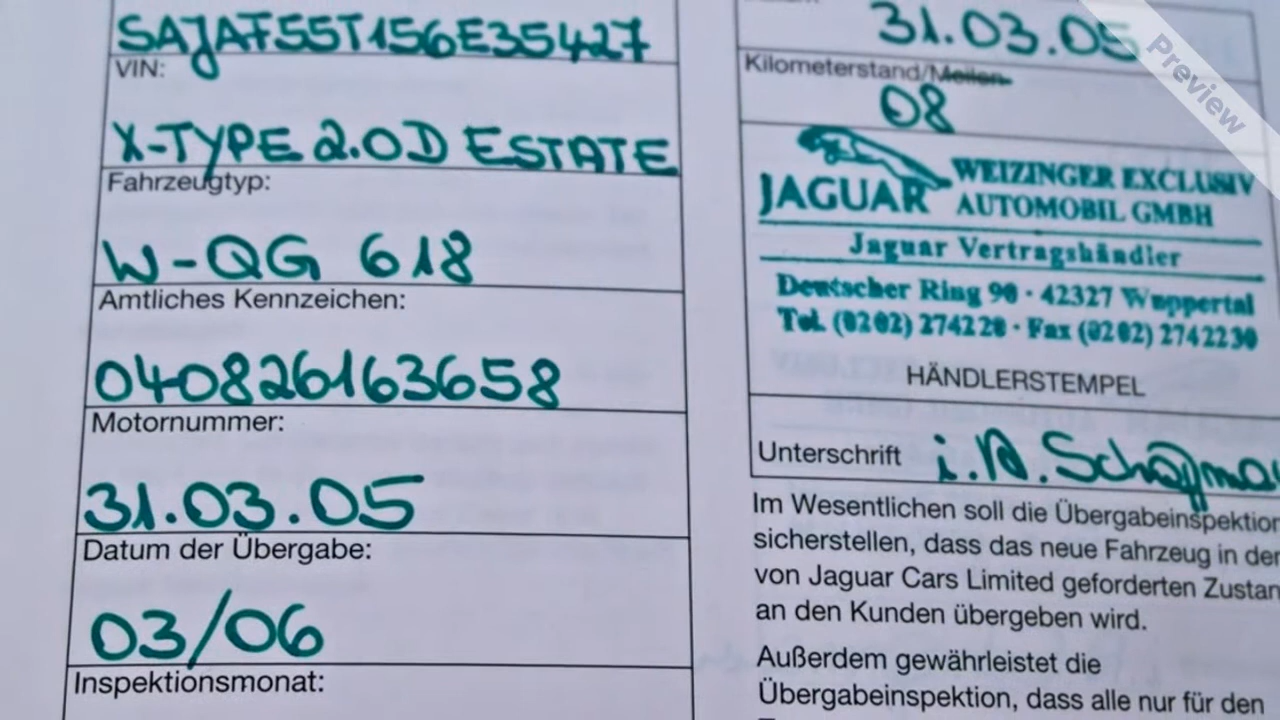 SAJAF55T156E35427
VIN:
X-TYPE 2.0D ESTATE
Fahrzeugtyp:
W-QG 618
Amtliches Kennzeichen:
040826163658
Motornummer:
31.03.05
Datum der Übergabe:
03/06
Inspektionsmonat:
31.03.05
Kilometerstand/Meilen
08
JAGUAR
WEIZINGER EXCLUSIV
AUTOMOBIL GMBH
Jaguar Vertragshändler
Deutscher Ring 90 · 42327 Wuppertal
Tel. (0202) 2742220 · Fax (0202) 2742230
HÄNDLERSTEMPEL
Unterschrift i.A.
Im Wesentlichen soll die Übergabeinspektion
sicherstellen, dass das neue Fahrzeug in der
von Jaguar Cars Limited geforderten Zustan
an den Kunden übergeben wird.
Außerdem gewährleistet die
Übergabeinspektion, dass alle nur für den
Preview